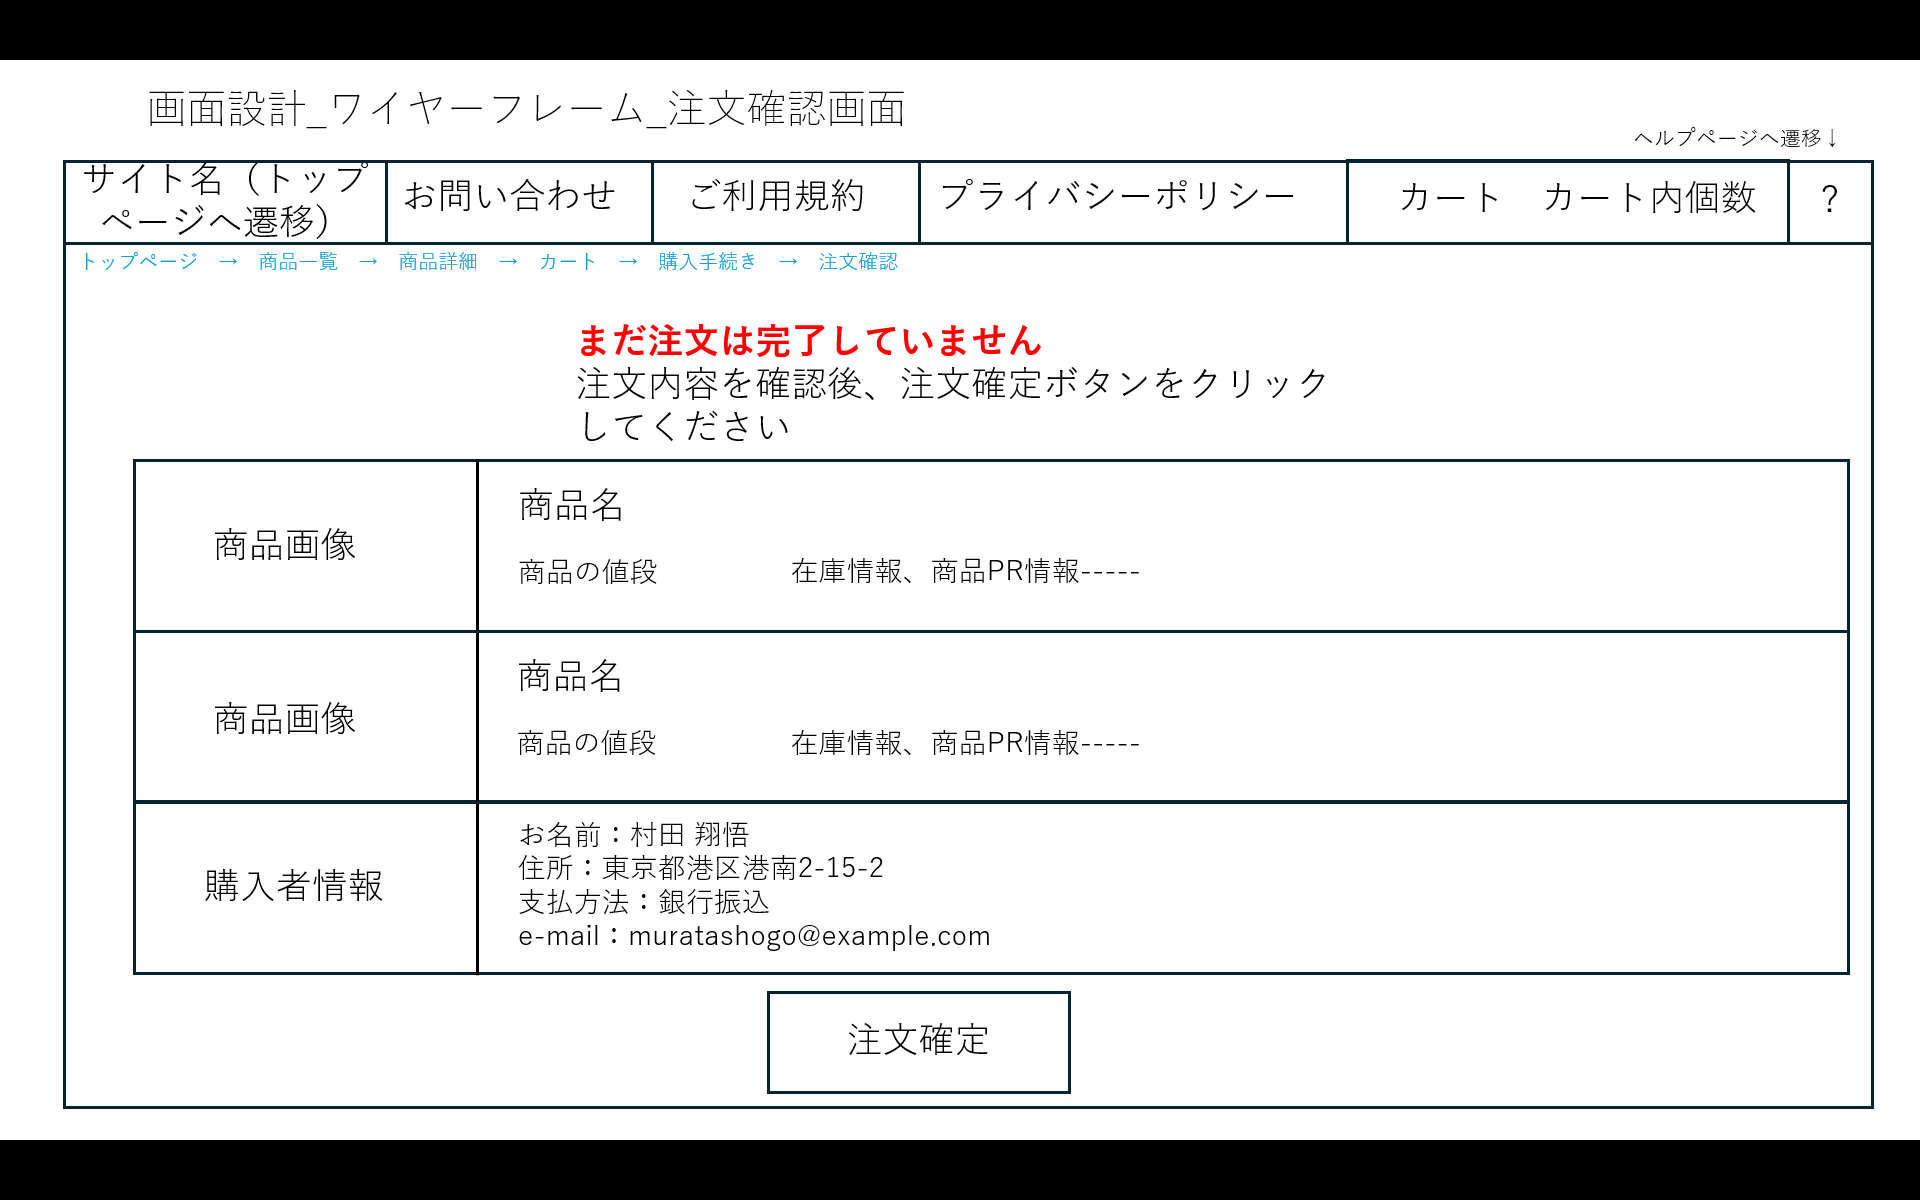 画面設計_ワイヤーフレーム_注文確認画面
ヘルプページへ遷移↓
サイト名（トップ
ページへ遷移）
お問い合わせ
ご利用規約
プライバシーポリシー
カート　カート内個数
？
トップページ　→　商品一覧　→　商品詳細　→　カート　→　購入手続き　→　注文確認
まだ注文は完了していません
注文内容を確認後、注文確定ボタンをクリック
してください
商品画像
商品名
商品の値段
在庫情報、商品PR情報-----
商品画像
商品名
商品の値段
在庫情報、商品PR情報-----
購入者情報
お名前：村田 翔悟
住所：東京都港区港南2-15-2
支払方法：銀行振込
e-mail：muratashogo@example.com
注文確定